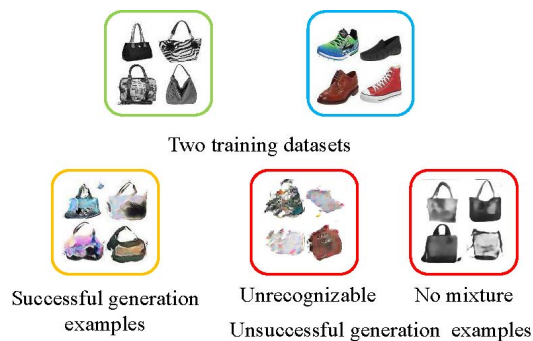 Two training datasets
Successful generation
examples
Unrecognizable
No mixture
Unsuccessful generation examples